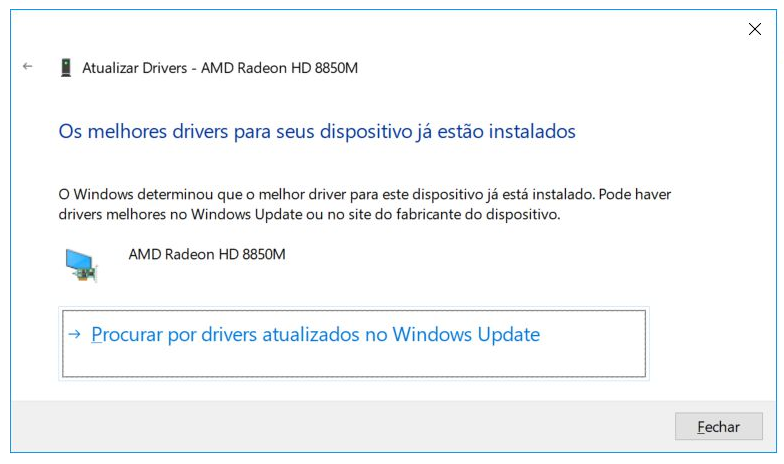 Atualizar Drivers - AMD Radeon HD 8850M
Os melhores drivers para seus dispositivo já estão instalados
O Windows determinou que o melhor driver para este dispositivo já está instalado. Pode haver
drivers melhores no Windows Update ou no site do fabricante do dispositivo.
AMD Radeon HD 8850M
Procurar por drivers atualizados no Windows Update
Fechar